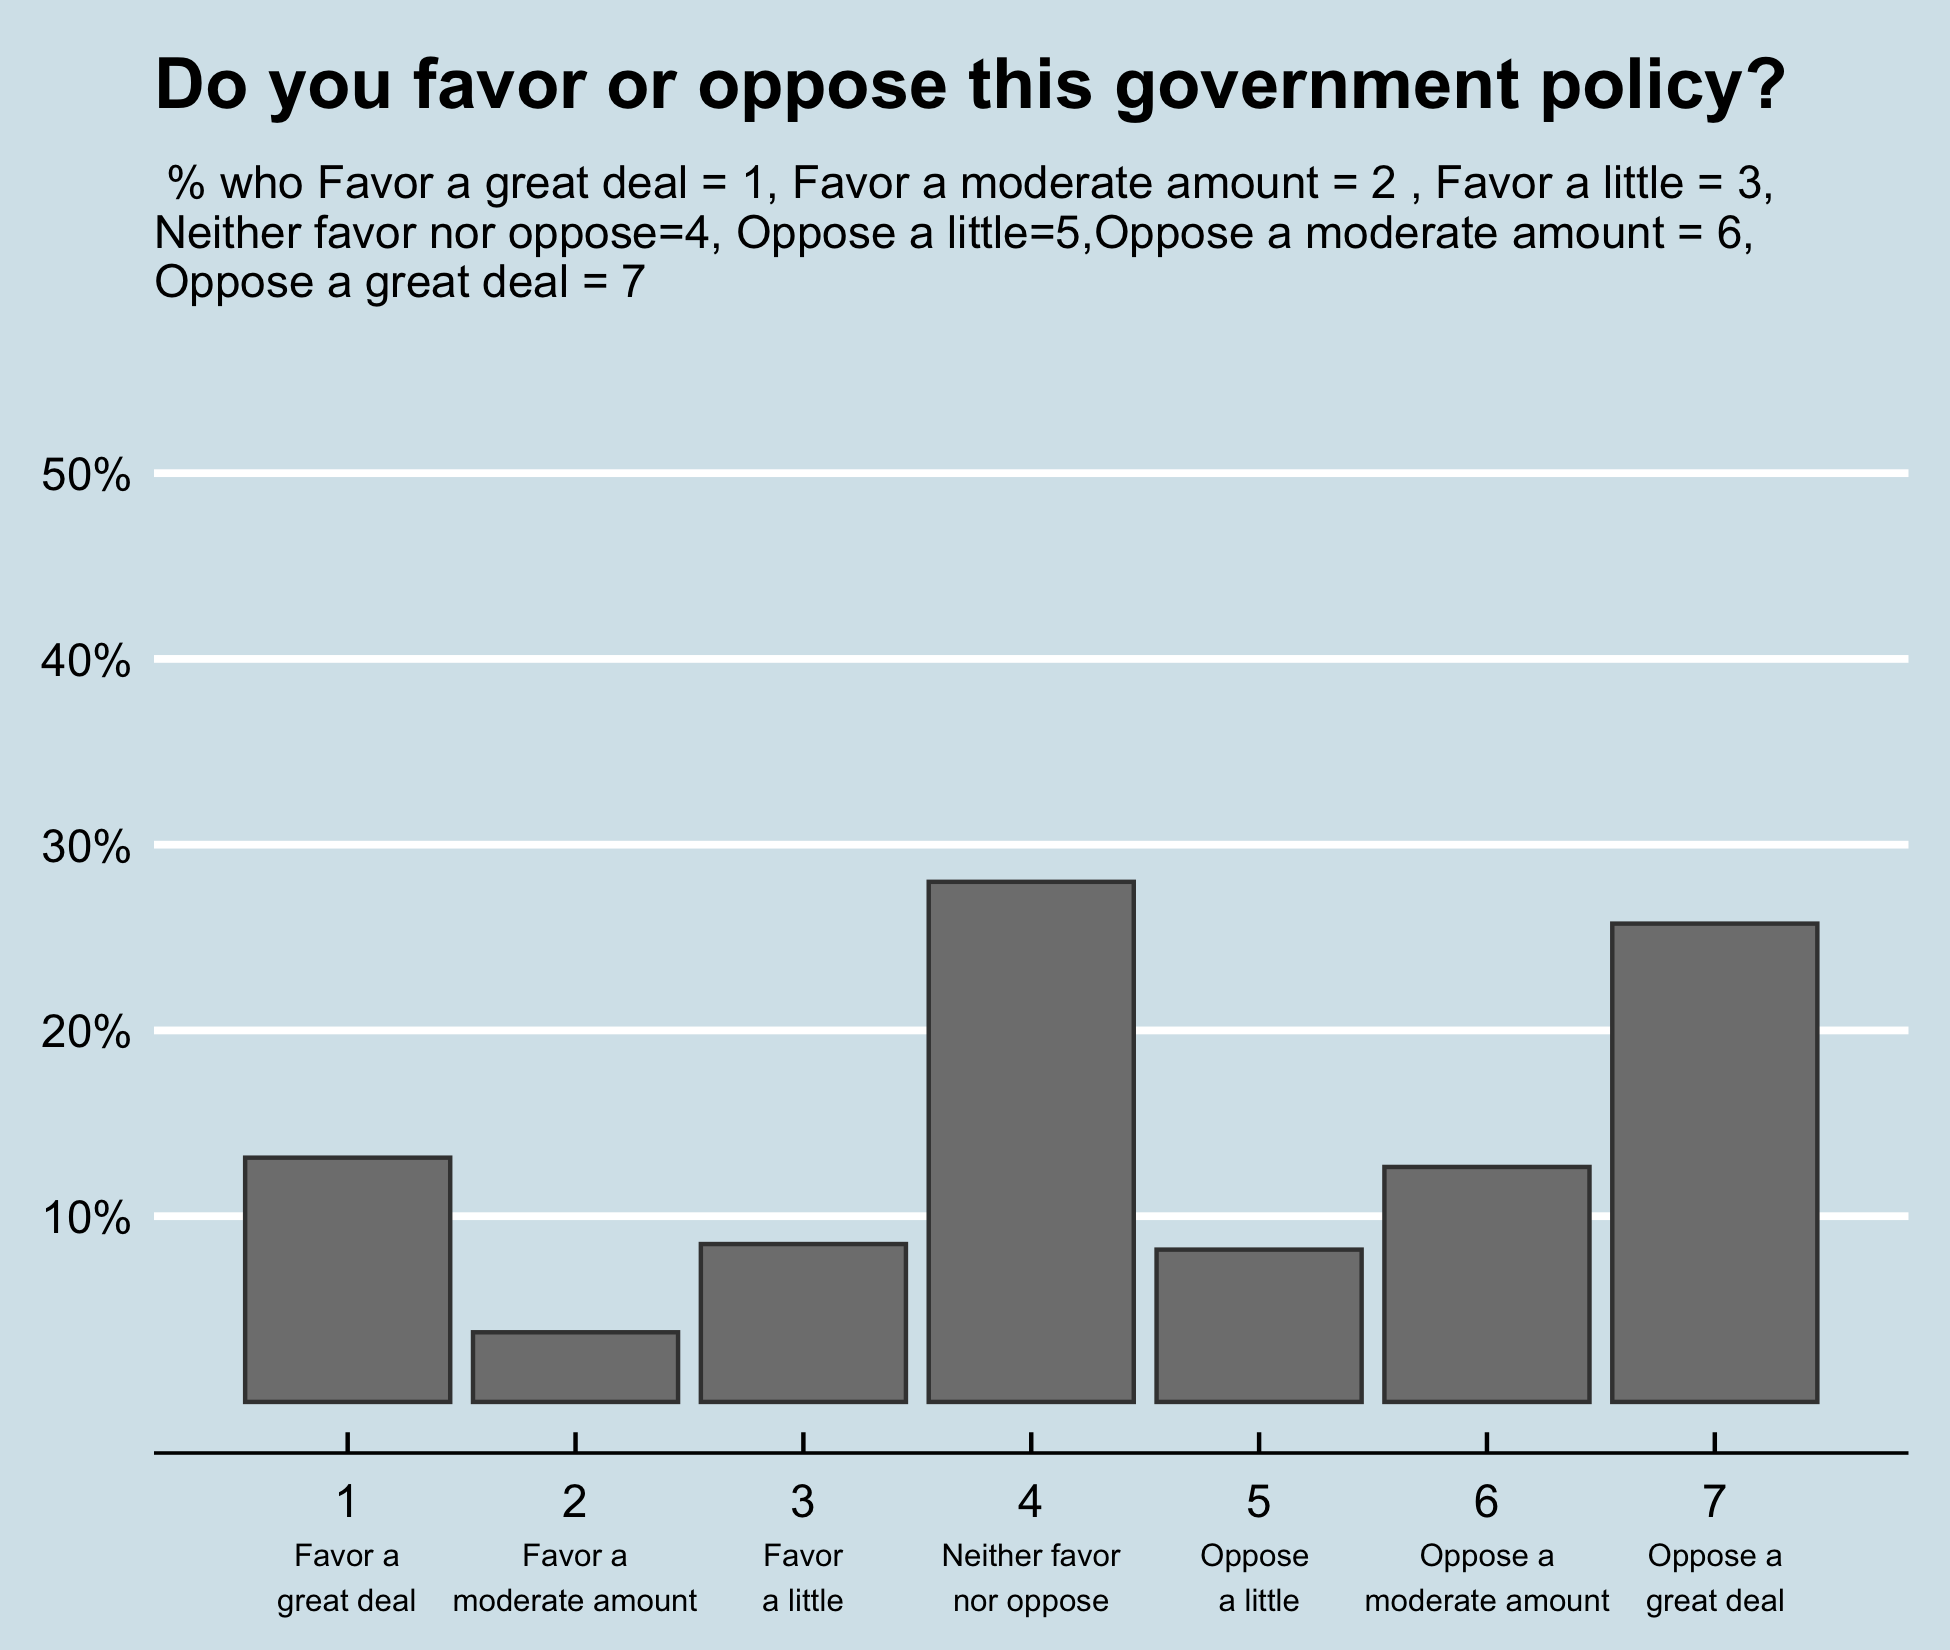 Do you favor or oppose this government policy?
% who Favor a great deal = 1, Favor a moderate amount = 2 , Favor a little = 3,
Neither favor nor oppose=4, Oppose a little=5,Oppose a moderate amount = 6,
Oppose a great deal = 7
50%
40%
30%
20%
10%
1 2 3 4 5 6 7
Favor a Favor a Favor Neither favor Oppose Oppose a Oppose a
great deal moderate amount a little nor oppose a little moderate amount great deal